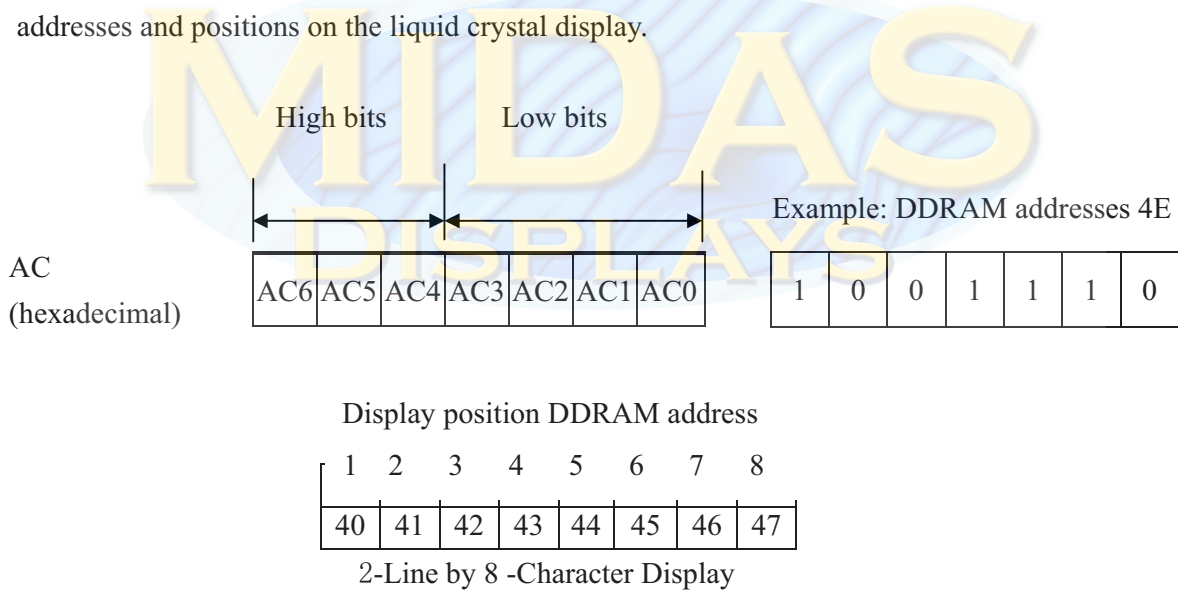 addresses and positions on the liquid crystal display.
MIDAS
DISPLAYS
High bits Low bits
Example: DDRAM addresses 4E
AC
(hexadecimal)
AC6 AC5 AC4 AC3 AC2 AC1 AC0
1 0 0 1 1 1 0
Display position DDRAM address
1 2 3 4 5 6 7 8
40 41 42 43 44 45 46 47
2-Line by 8 -Character Display